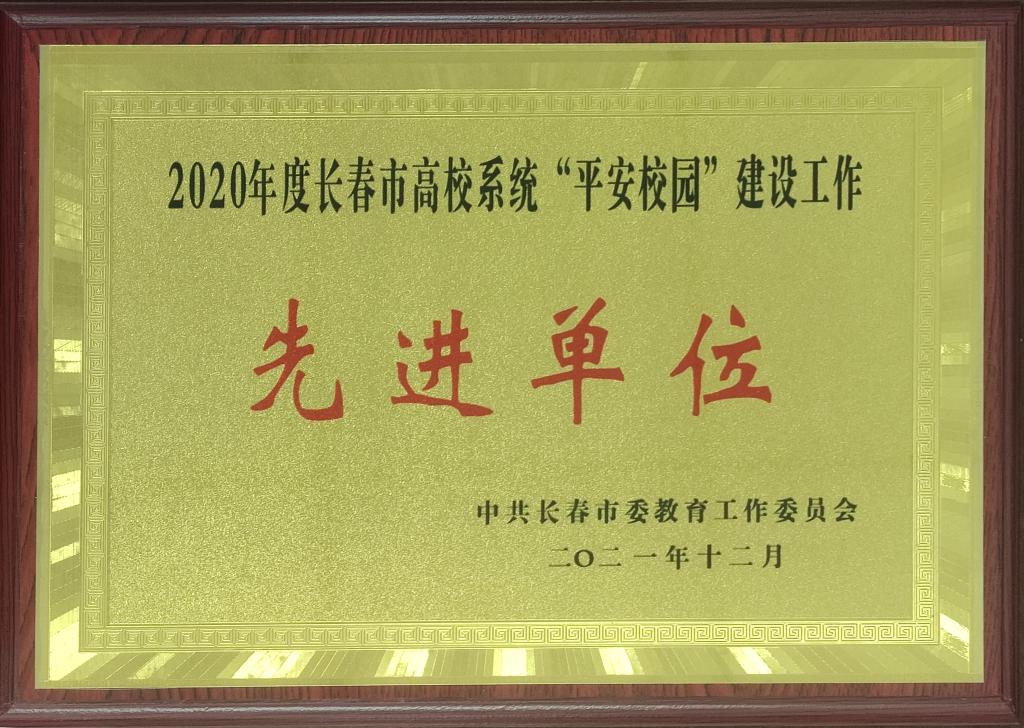 2020年度长春市高校系统“平安校园”建设工作
先进单位
中共长春市委教育工作委员会
二〇二一年十二月